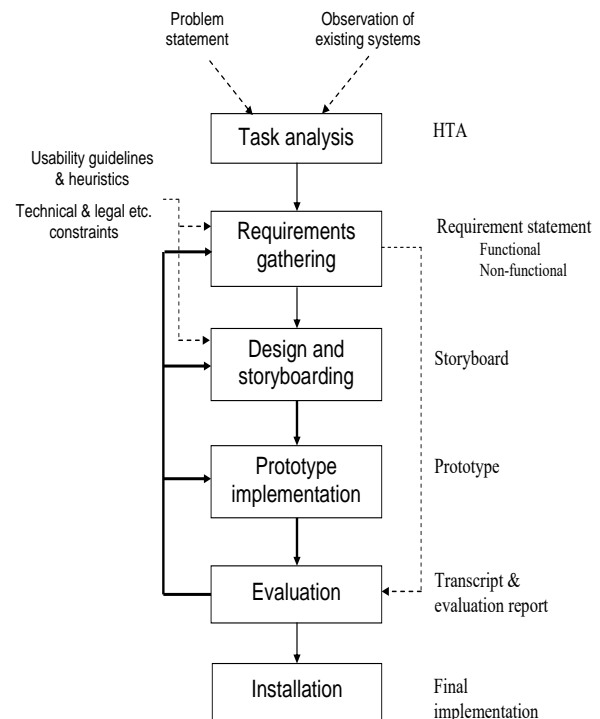 Problem
statement
Observation of
existing systems
Task analysis
HTA
Usability guidelines
& heuristics
Technical & legal etc.
constraints
Requirements
gathering
Requirement statement
Functional
Non-functional
Design and
storyboarding
Storyboard
Prototype
implementation
Prototype
Evaluation
Transcript &
evaluation report
Installation
Final
implementation